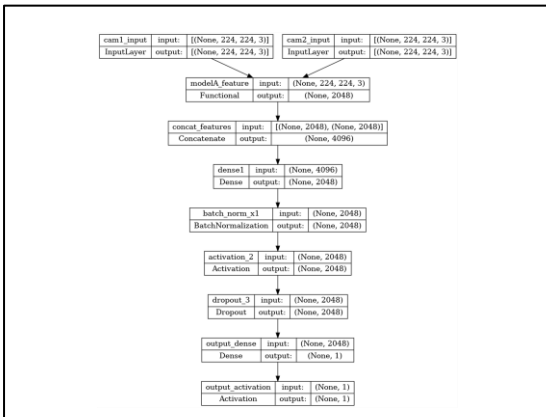 cam1_input input: [(None, 224, 224, 3)]
InputLayer output: [(None, 224, 224, 3)]
cam2_input input: [(None, 224, 224, 3)]
InputLayer output: [(None, 224, 224, 3)]
modelA_feature input: (None, 224, 224, 3)
Functional output: (None, 2048)
concat_features input: [(None, 2048), (None, 2048)]
Concatenate output: (None, 4096)
dense1 input: (None, 4096)
Dense output: (None, 2048)
batch_norm_x1 input: (None, 2048)
BatchNormalization output: (None, 2048)
activation_2 input: (None, 2048)
Activation output: (None, 2048)
dropout_3 input: (None, 2048)
Dropout output: (None, 2048)
output_dense input: (None, 2048)
Dense output: (None, 1)
output_activation input: (None, 1)
Activation output: (None, 1)